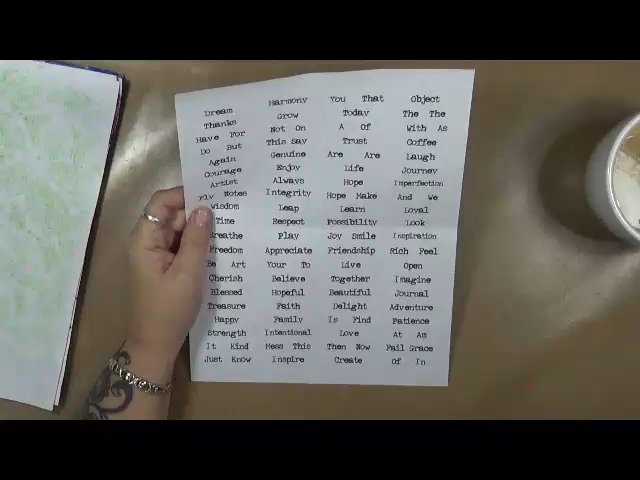 Dream Harmony You That Object
Thanks Grow Today The The
Have For Not On A Of With As
Do But This Say Trust Coffee
Again Genuine Are Are Laugh
Courage Enjoy Life Journey
Artist Always Hope Imperfection
Fly Notes Integrity Hope Make And We
Wisdom Leap Learn Loyal
Time Respect Possibility Look
Breathe Play Joy Smile Inspiration
Freedom Appreciate Friendship Rich Feel
Be Art Your To Live Open
Cherish Believe Together Imagine
Blessed Hopeful Beautiful Journal
Treasure Faith Delight Adventure
Happy Family Is Find Patience
Strength Intentional Love At Am
It Kind Mess This Then Now Fail Grace
Just Know Inspire Create Of In